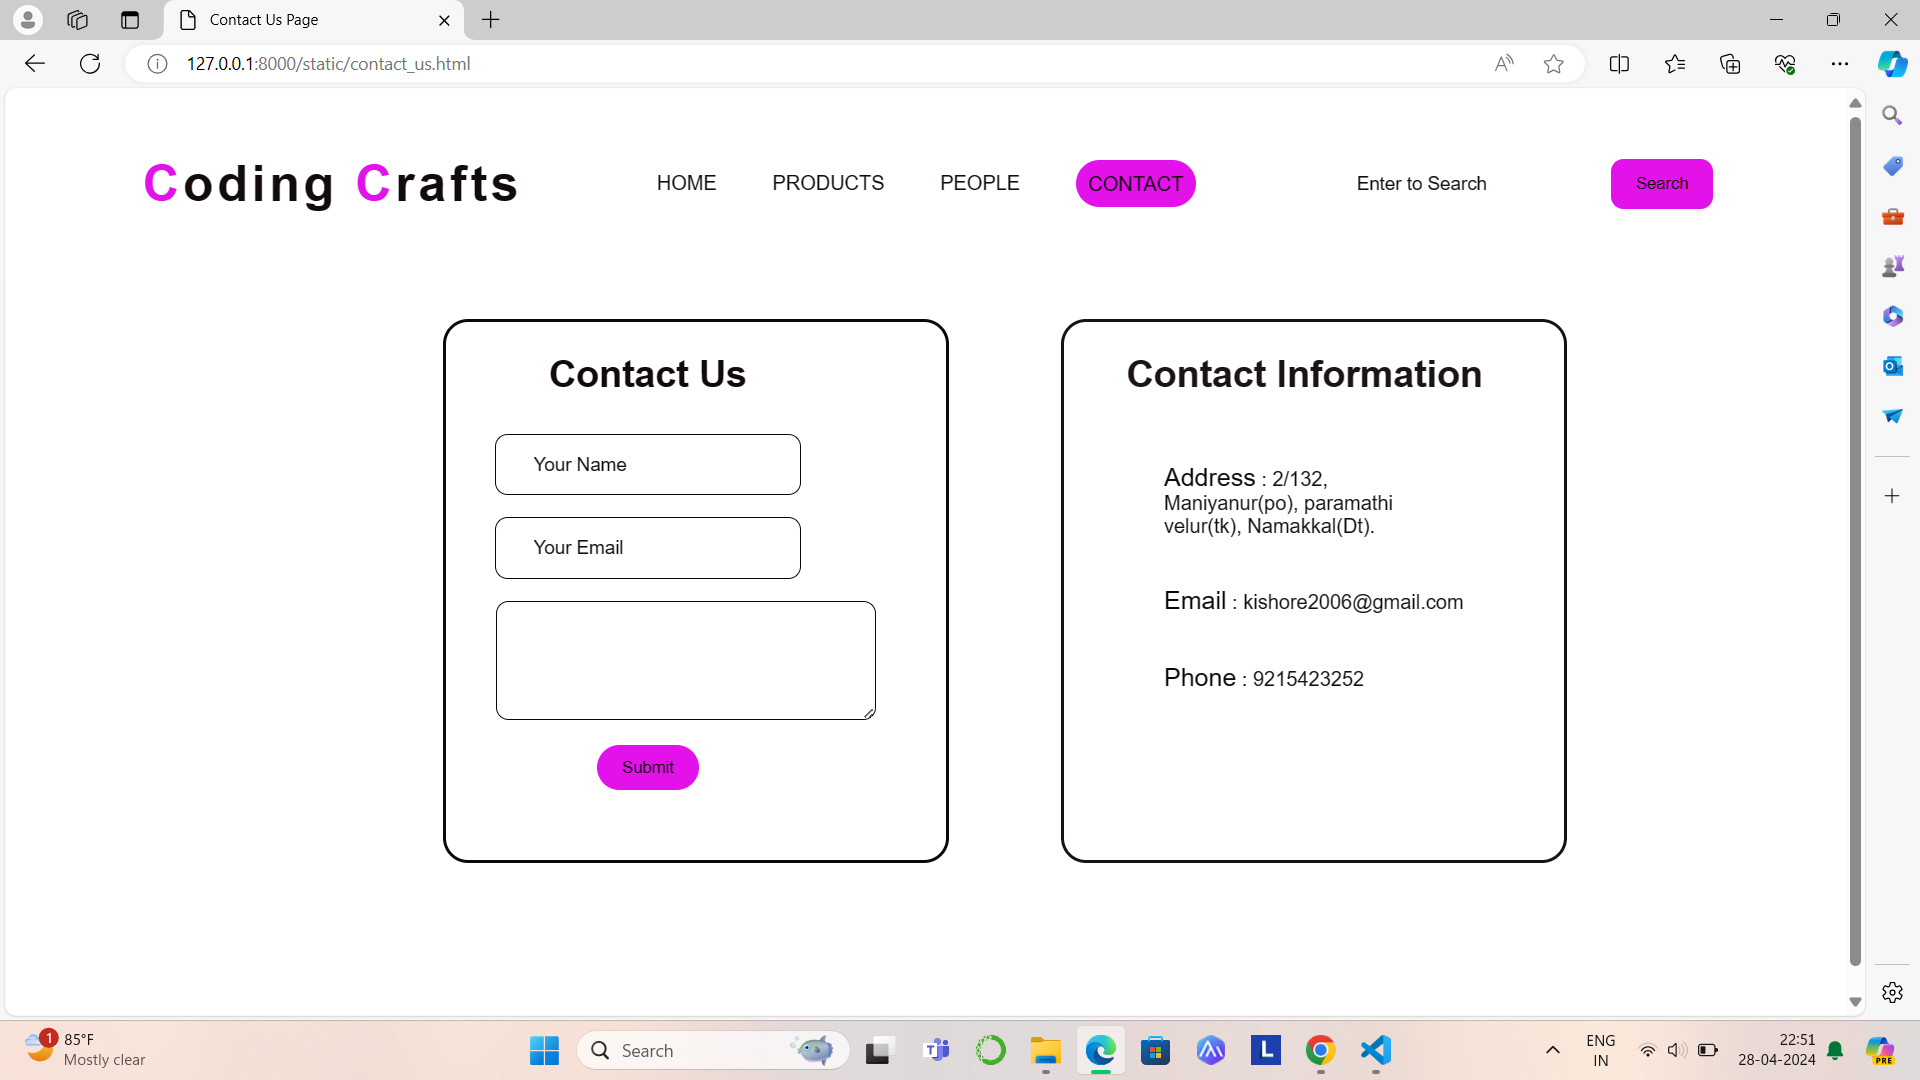 Contact Us Page
127.0.0.1:8000/static/contact_us.html
Coding Crafts
HOME
PRODUCTS
PEOPLE
CONTACT
Enter to Search
Search
Contact Us
Your Name
Your Email
Submit
Contact Information
Address : 2/132,
Maniyanur(po), paramathi
velur(tk), Namakkal(Dt).
Email : kishore2006@gmail.com
Phone : 9215423252
1
85°F
Mostly clear
Search
L
PRE
ENG
IN
22:51
28-04-2024